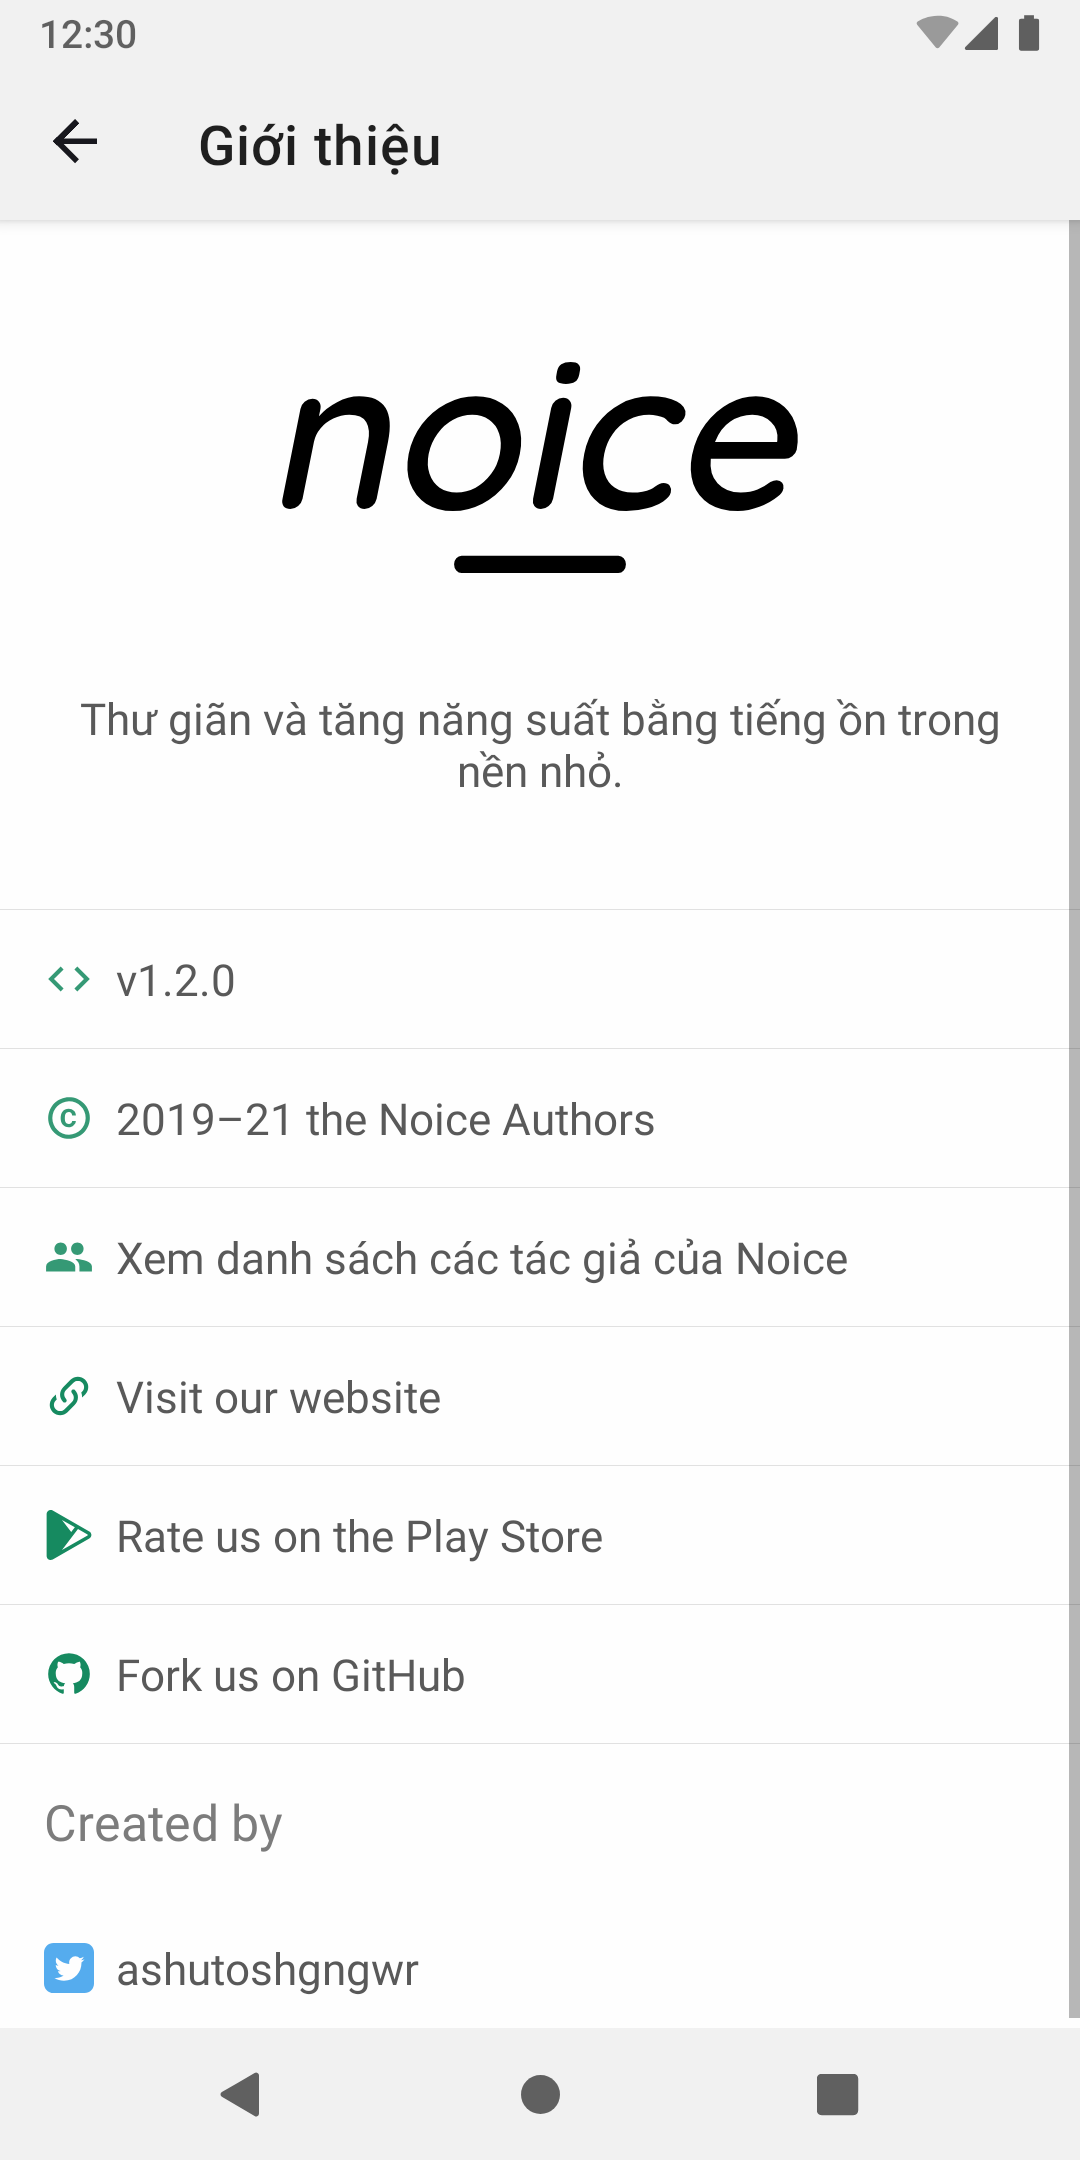 12:30
Giới thiệu
noice
Thư giãn và tăng năng suất bằng tiếng ồn trong
nền nhỏ.
v1.2.0
2019–21 the Noice Authors
Xem danh sách các tác giả của Noice
Visit our website
Rate us on the Play Store
Fork us on GitHub
Created by
ashutoshgngwr